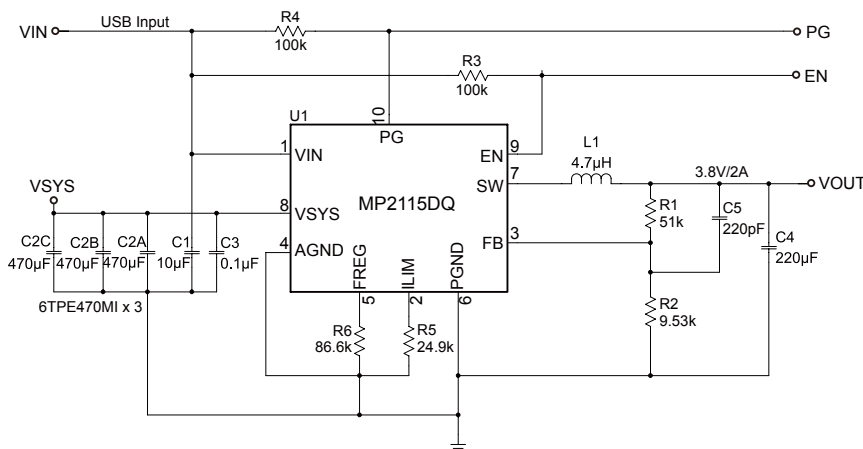 VIN
USB Input
R4
100k
PG
R3
100k
EN
U1
10
PG
1
VIN
EN
9
L1
4.7µH
SW
7
3.8V/2A
VOUT
VSYS
8
VSYS
MP2115DQ
R1
51k
C5
220pF
C4
220µF
4
AGND
FB
3
C2C
470µF
C2B
470µF
C2A
470µF
C1
10µF
C3
0.1µF
6TPE470MI x 3
FREG
ILIM
PGND
5
2
6
R6
86.6k
R5
24.9k
R2
9.53k